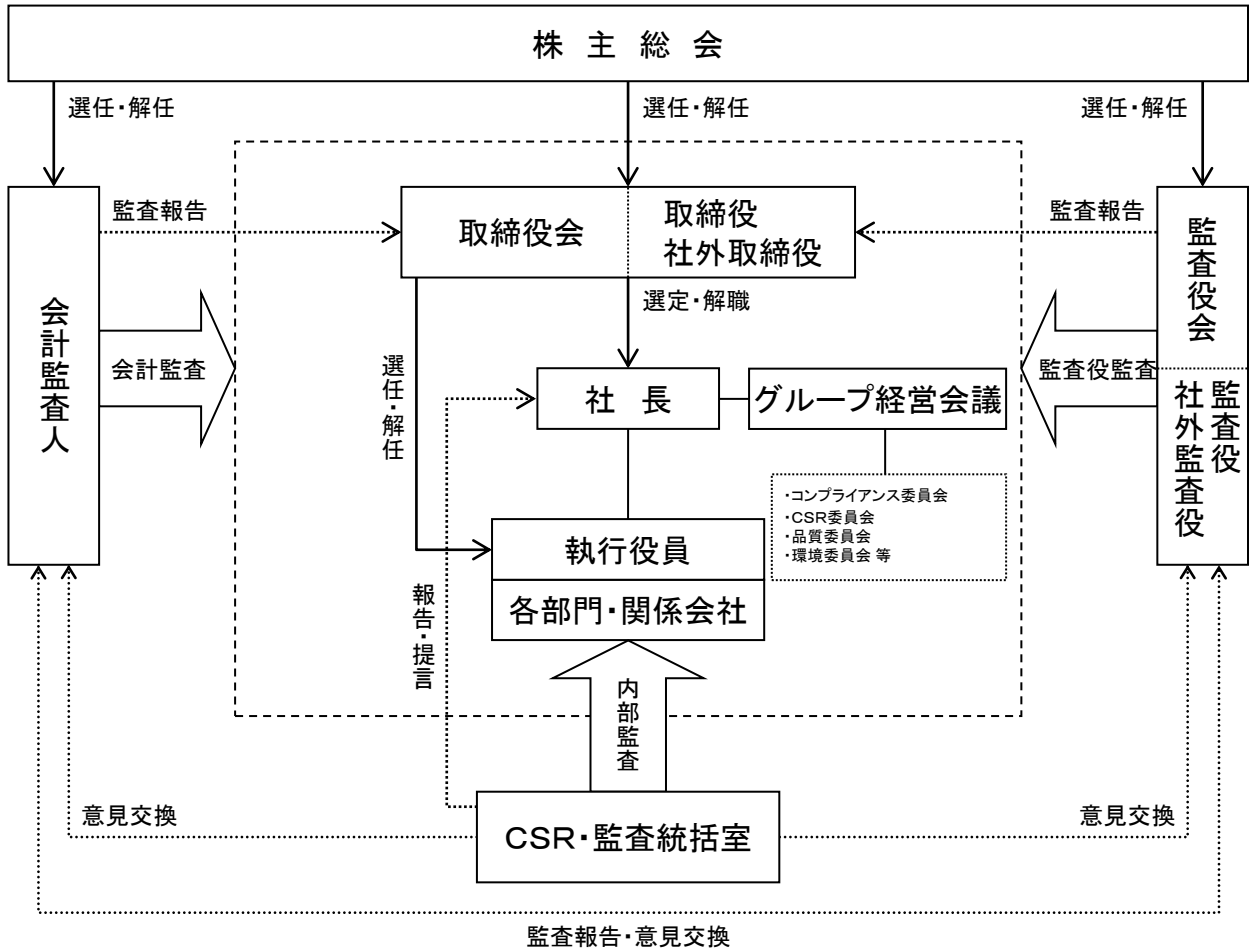 株主総会
選任・解任
選任・解任
選任・解任
監査報告
取締役会
取締役
社外取締役
監査報告
監査役会
監査役
社外監査役
会計監査人
会計監査
選定・解職
選任・解任
社長
グループ経営会議
監査役監査
・コンプライアンス委員会
・CSR委員会
・品質委員会
・環境委員会 等
執行役員
各部門・関係会社
報告・提言
内部監査
意見交換
CSR・監査統括室
意見交換
監査報告・意見交換